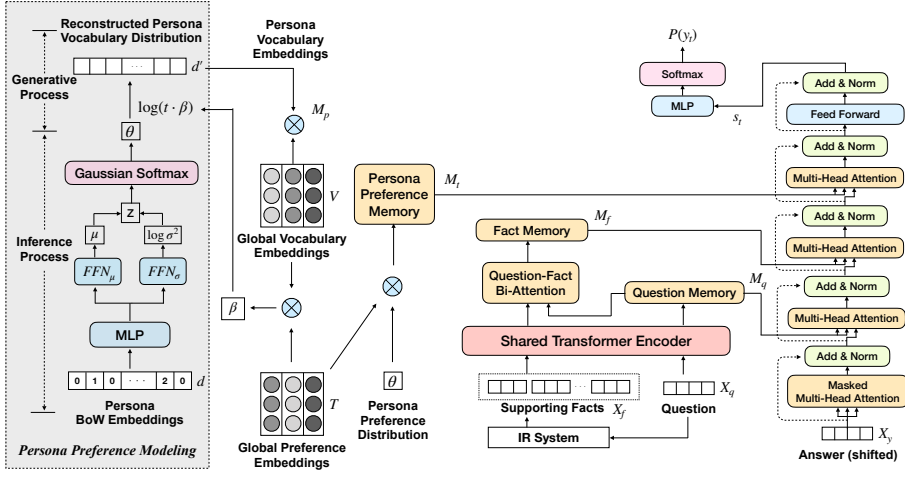 Reconstructed Persona
Vocabulary Distribution
Generative
Process
d′
log(t · β)
θ
Gaussian Softmax
z
μ
log σ²
Inference
Process
FFNμ
FFNσ
MLP
0 1 0 · · · 2 0
d
Persona
BoW Embeddings
Persona Preference Modeling
Persona
Vocabulary
Embeddings
Mp
V
Global Vocabulary
Embeddings
β
T
Global Preference
Embeddings
Persona
Preference
Memory
Mt
θ
Persona Preference
Distribution
Fact Memory
Mf
Question-Fact
Bi-Attention
Question Memory
Mq
Shared Transformer Encoder
· · ·
Supporting Facts
Xf
Question
Xq
IR System
P(yt)
Softmax
MLP
st
Add & Norm
Feed Forward
Add & Norm
Multi-Head Attention
Add & Norm
Multi-Head Attention
Add & Norm
Multi-Head Attention
Add & Norm
Masked
Multi-Head Attention
Xy
Answer (shifted)